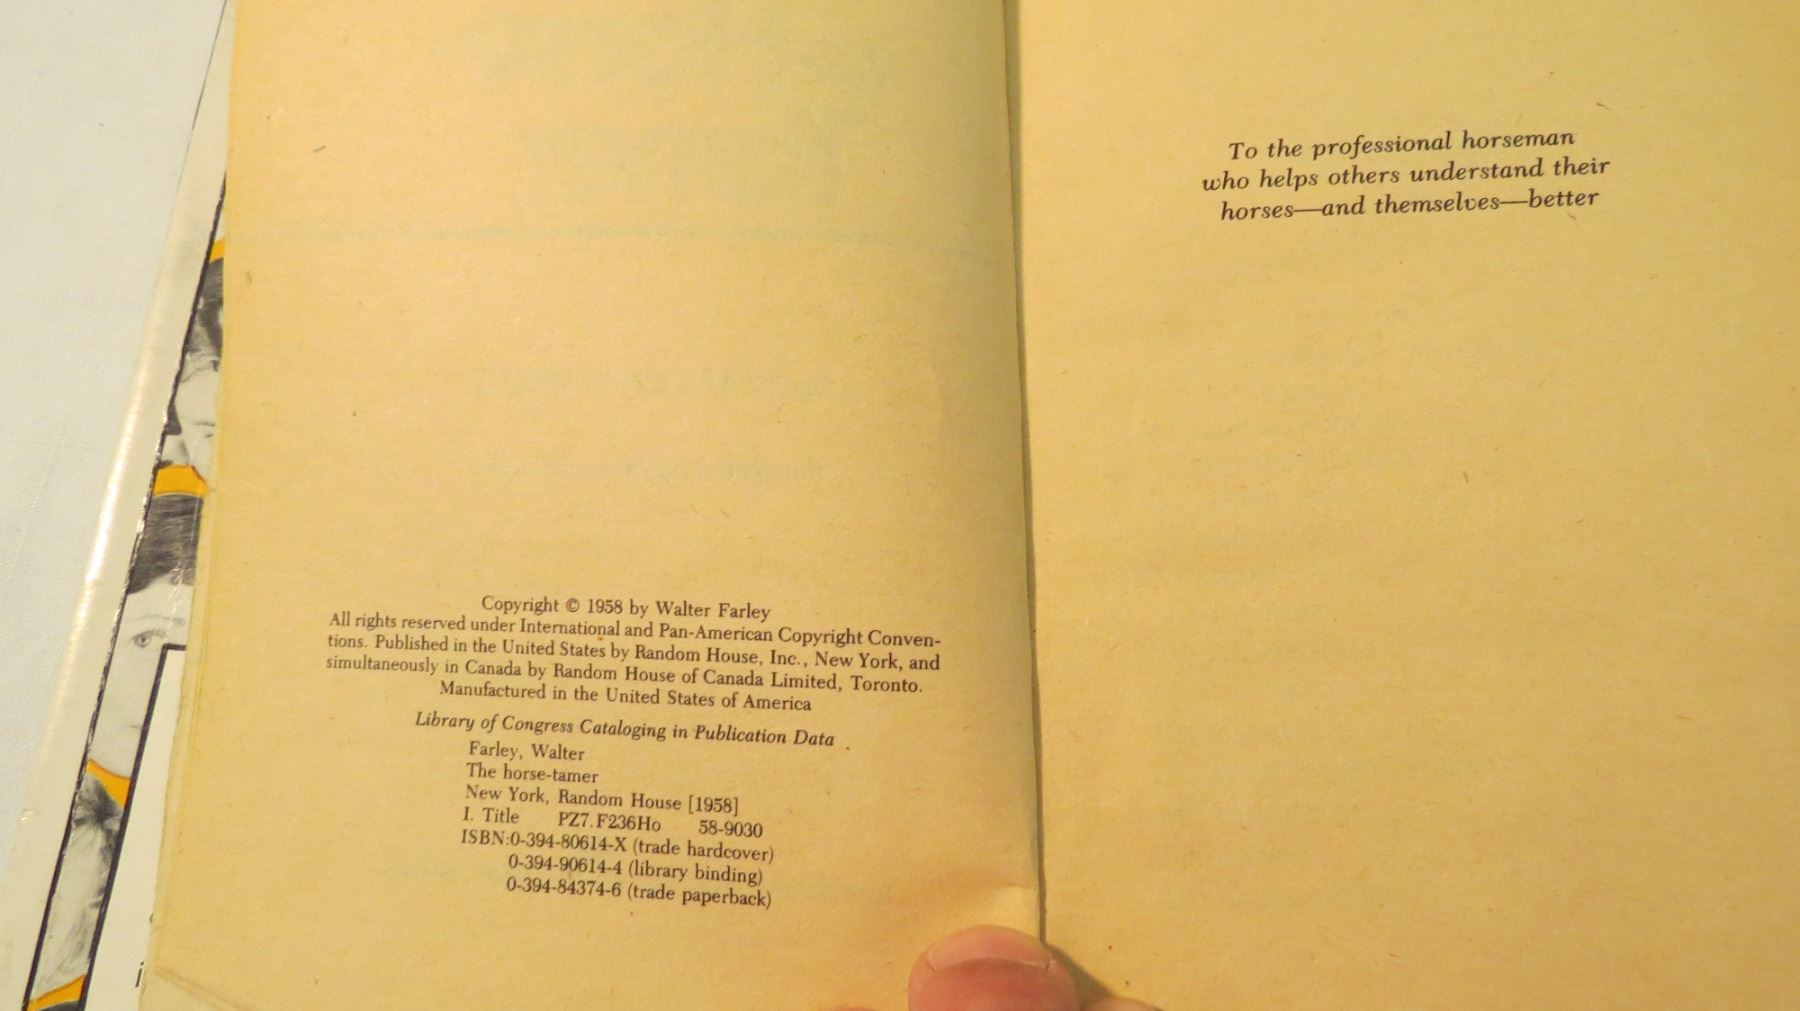 Copyright © 1958 by Walter Farley
All rights reserved under International and Pan-American Copyright Conven-
tions. Published in the United States by Random House, Inc., New York, and
simultaneously in Canada by Random House of Canada Limited, Toronto.
Manufactured in the United States of America
Library of Congress Cataloging in Publication Data
Farley, Walter
The horse-tamer
New York, Random House [1958]
I. Title PZ7.F236Ho 58-9030
ISBN:0-394-80614-X (trade hardcover)
0-394-90614-4 (library binding)
0-394-84374-6 (trade paperback)
To the professional horseman
who helps others understand their
horses—and themselves—better